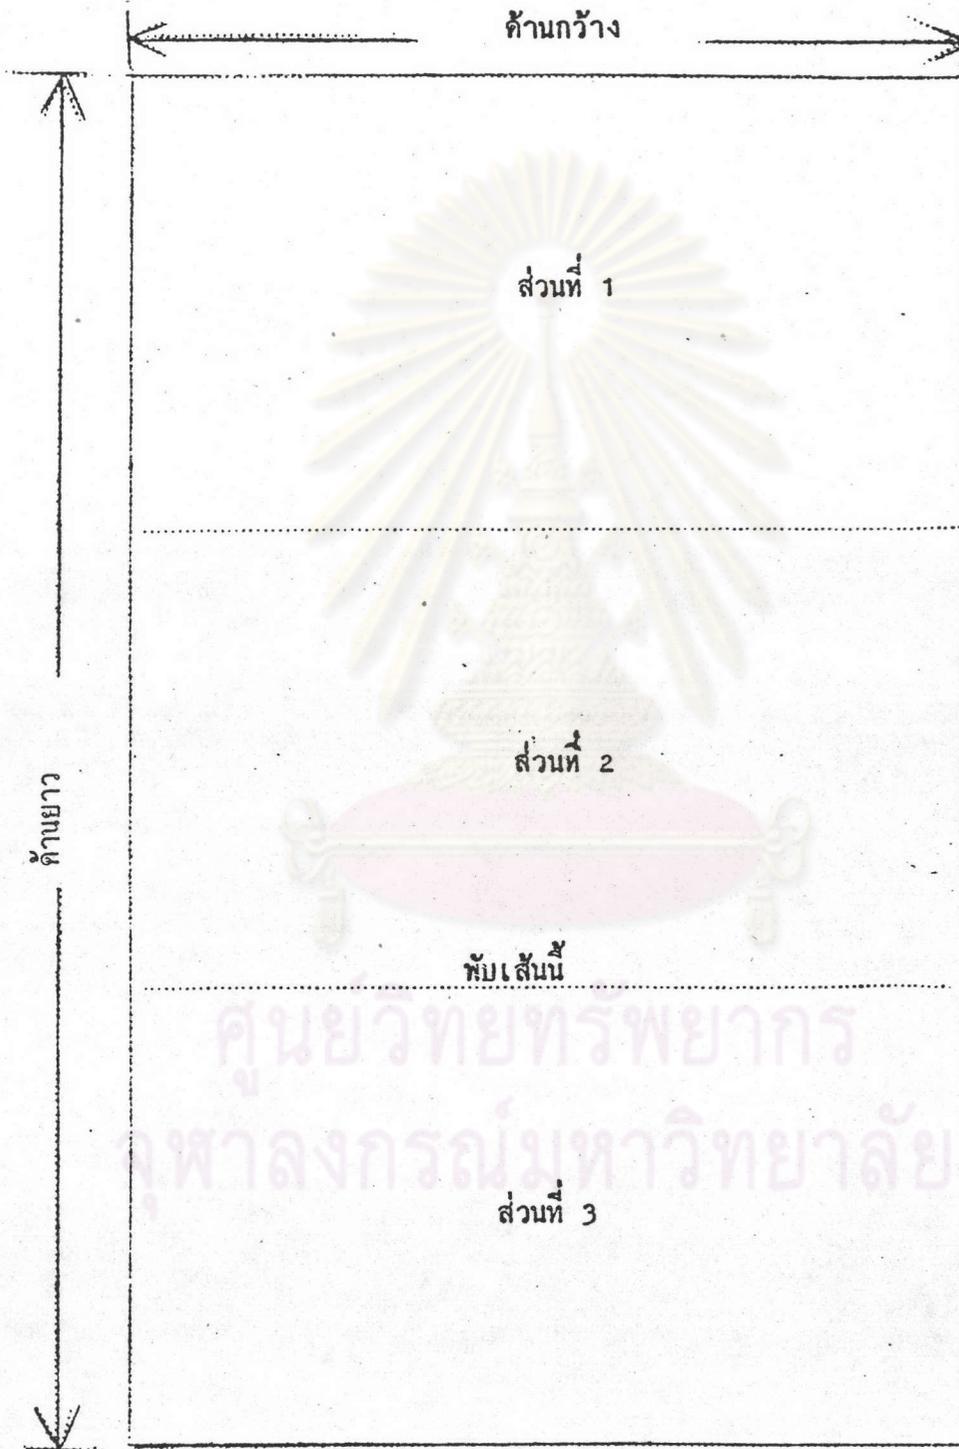 ด้านกว้าง
ส่วนที่ 1
ส่วนที่ 2
ด้านยาว
พับเส้นนี้
ศูนย์วิทยทรัพยากร
จุฬาลงกรณ์มหาวิทยาลัย
ส่วนที่ 3